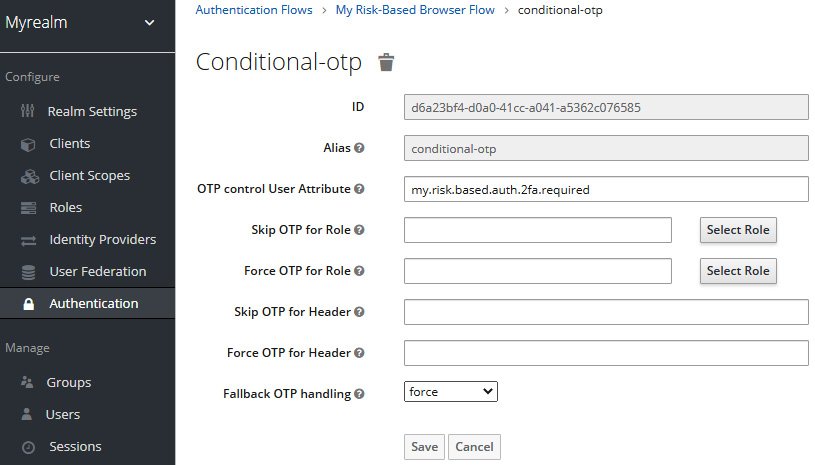 Myrealm
Configure
Realm Settings
Clients
Client Scopes
Roles
Identity Providers
User Federation
Authentication
Manage
Groups
Users
Sessions
Authentication Flows > My Risk-Based Browser Flow > conditional-otp
Conditional-otp
ID d6a23bf4-d0a0-41cc-a041-a5362c076585
Alias conditional-otp
OTP control User Attribute my.risk.based.auth.2fa.required
Skip OTP for Role Select Role
Force OTP for Role Select Role
Skip OTP for Header
Force OTP for Header
Fallback OTP handling force
Save Cancel